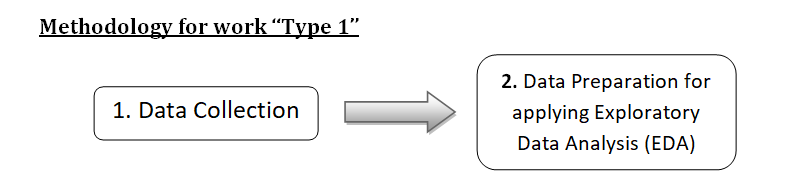 Methodology for work “Type 1”
1. Data Collection
2. Data Preparation for
applying Exploratory
Data Analysis (EDA)